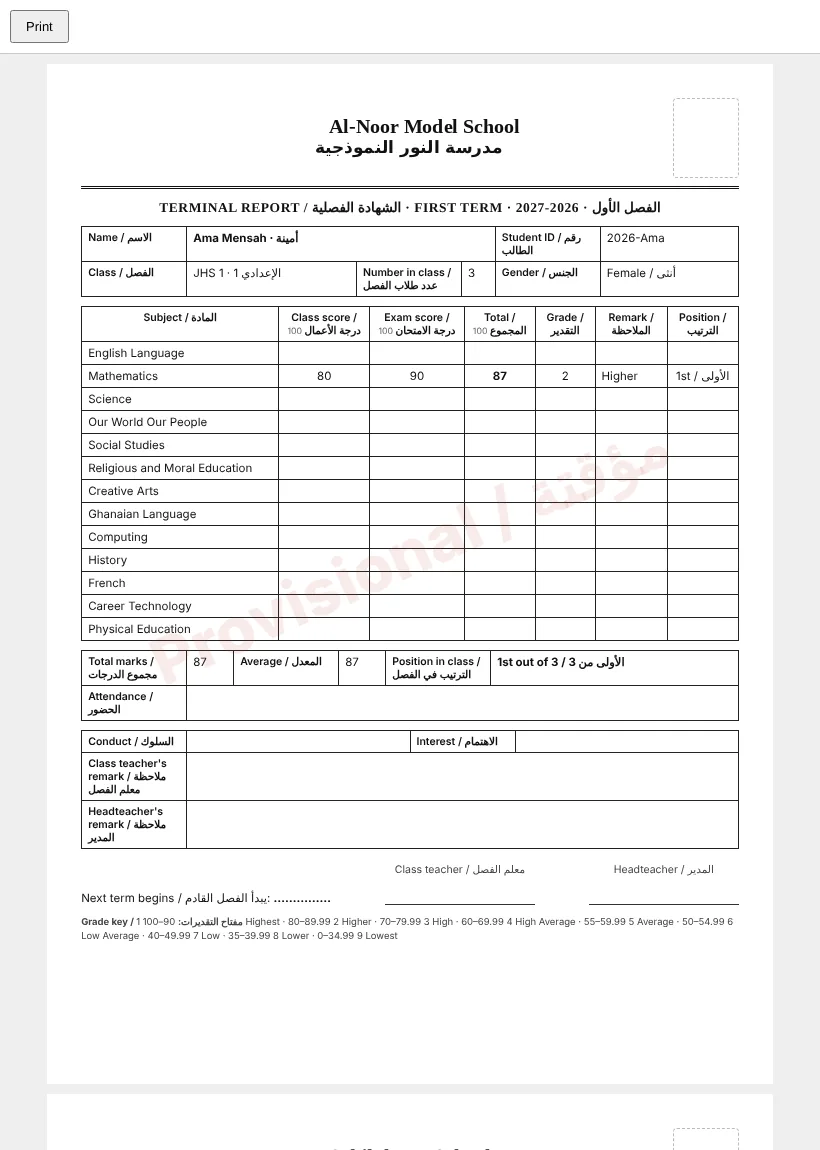 Print
Al-Noor Model School
مدرسة النور النموذجية
TERMINAL REPORT / الشهادة الفصلية · FIRST TERM · 2027-2026 · الفصل الأول
Name / الاسم Ama Mensah · أمينة Student ID / رقم الطالب 2026-Ama
Class / الفصل JHS 1 · الإعدادي 1 Number in class / عدد طلاب الفصل 3 Gender / الجنس Female / أنثى
Subject / المادة Class score / درجة الأعمال 100 Exam score / درجة الامتحان 100 Total / المجموع 100 Grade / التقدير Remark / الملاحظة Position / الترتيب
English Language
Mathematics 80 90 87 2 Higher 1st / الأولى
Science
Our World Our People
Social Studies
Religious and Moral Education
Creative Arts
Ghanaian Language
Computing
History
French
Career Technology
Physical Education
Provisional / مؤقتة
Total marks / مجموع الدرجات 87 Average / المعدل 87 Position in class / الترتيب في الفصل 1st out of 3 / الأولى من 3
Attendance / الحضور
Conduct / السلوك Interest / الاهتمام
Class teacher's remark / ملاحظة معلم الفصل
Headteacher's remark / ملاحظة المدير
Class teacher / معلم الفصل Headteacher / المدير
Next term begins / يبدأ الفصل القادم: ...............
Grade key / مفتاح التقديرات: 90–100 1 Highest · 80–89.99 2 Higher · 70–79.99 3 High · 60–69.99 4 High Average · 55–59.99 5 Average · 50–54.99 6
Low Average · 40–49.99 7 Low · 35–39.99 8 Lower · 0–34.99 9 Lowest